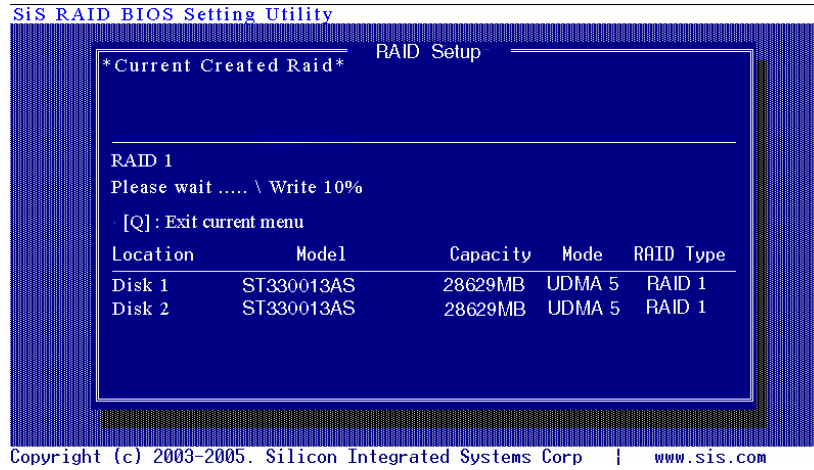 SiS RAID BIOS Setting Utility
RAID Setup
*Current Created Raid*
RAID 1
Please wait ..... \ Write 10%
[Q] : Exit current menu
Location Model Capacity Mode RAID Type
Disk 1 ST330013AS 28629MB UDMA 5 RAID 1
Disk 2 ST330013AS 28629MB UDMA 5 RAID 1
Copyright (c) 2003-2005. Silicon Integrated Systems Corp | www.sis.com